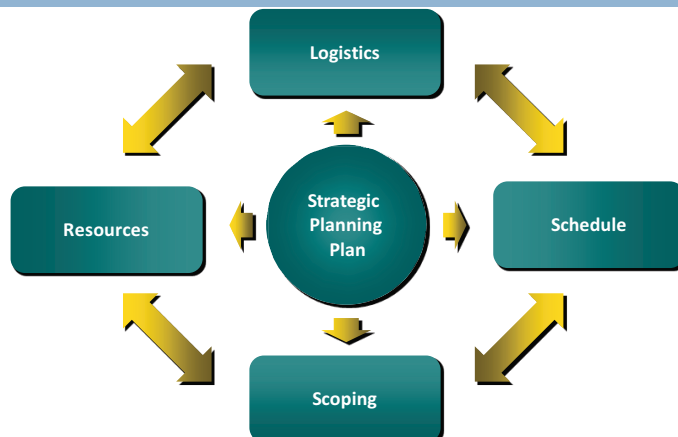 Logistics
Resources
Strategic
Planning
Plan
Schedule
Scoping